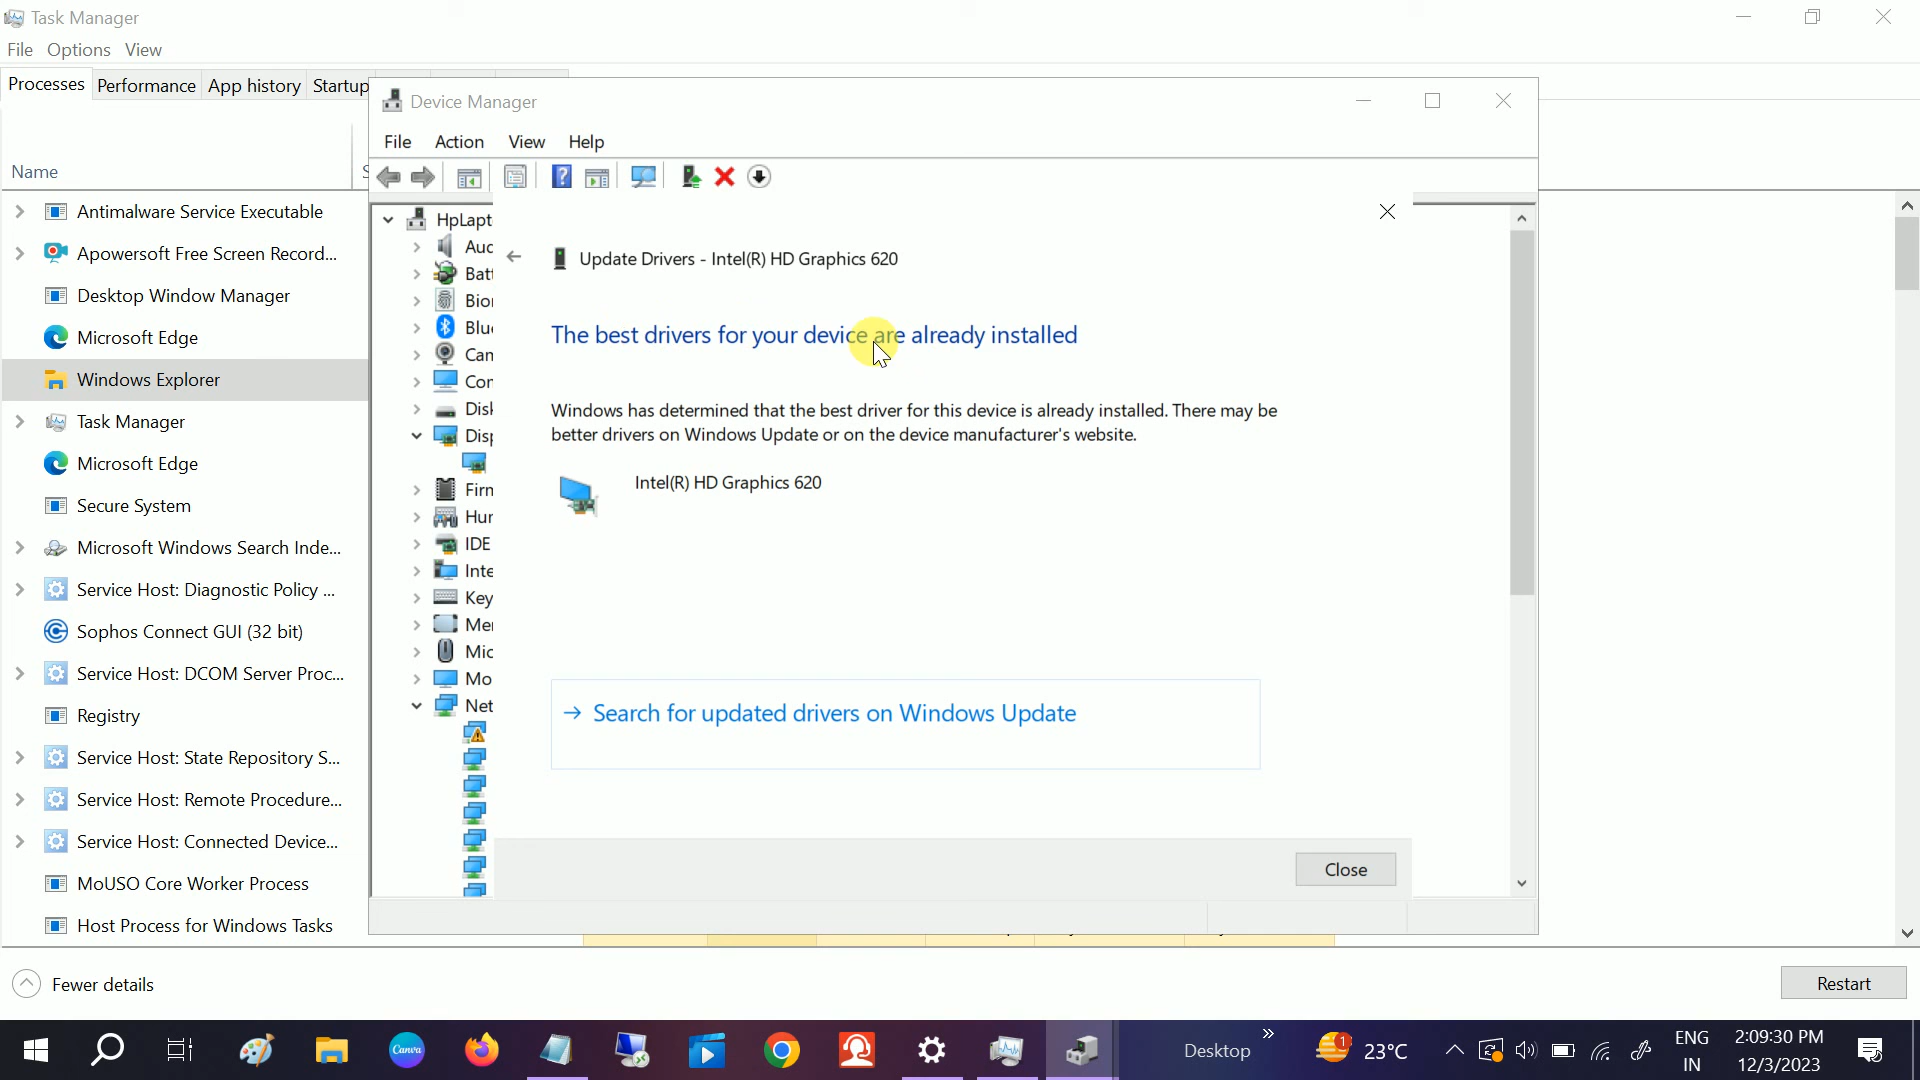 Task Manager
File Options View
Processes Performance App history Startup
Name
Antimalware Service Executable
Apowersoft Free Screen Record...
Desktop Window Manager
Microsoft Edge
Windows Explorer
Task Manager
Microsoft Edge
Secure System
Microsoft Windows Search Inde...
Service Host: Diagnostic Policy ...
Sophos Connect GUI (32 bit)
Service Host: DCOM Server Proc...
Registry
Service Host: State Repository S...
Service Host: Remote Procedure...
Service Host: Connected Device...
MoUSO Core Worker Process
Host Process for Windows Tasks
Fewer details
Restart
Device Manager
File Action View Help
HpLapt
Auc
Batt
Bior
Blu
Can
Cor
Disk
Disp
Firn
Hur
IDE
Inte
Key
Mer
Mic
Mo
Net
Update Drivers - Intel(R) HD Graphics 620
The best drivers for your device are already installed
Windows has determined that the best driver for this device is already installed. There may be
better drivers on Windows Update or on the device manufacturer's website.
Intel(R) HD Graphics 620
Search for updated drivers on Windows Update
Close
Canva
Desktop
1
23°C
ENG
IN
2:09:30 PM
12/3/2023